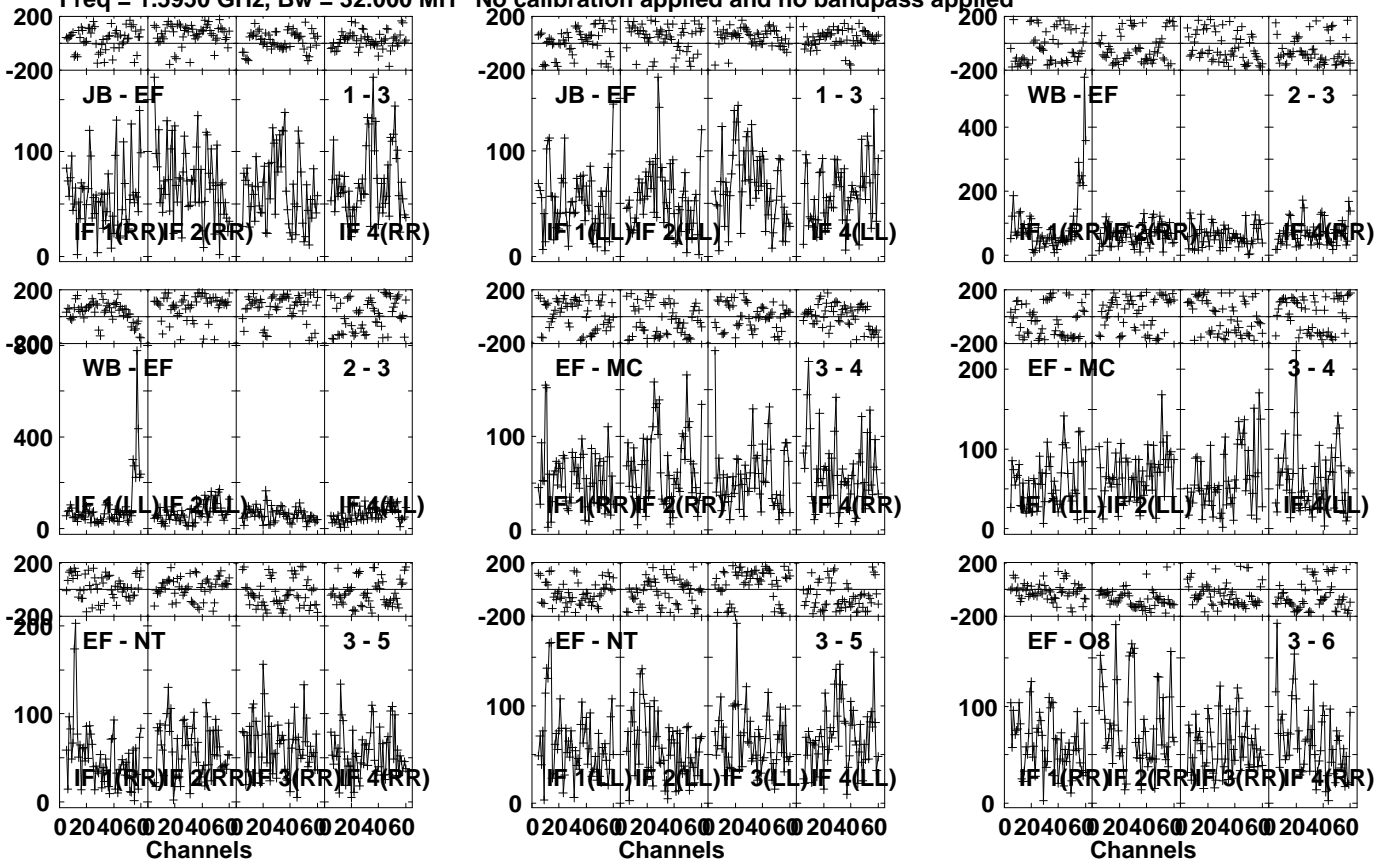 Freq = 1.5950 GHz, Bw = 32.000 MH No calibration applied and no bandpass applied
200
-200
JB - EF 1 - 3
100
0
IF 1(RR) IF 2(RR) IF 4(RR)
JB - EF 1 - 3
100
0
IF 1(LL) IF 2(LL) IF 4(LL)
200
-200
WB - EF 2 - 3
400
200
0
IF 1(RR) IF 2(RR) IF 4(RR)
200
-200
800
WB - EF 2 - 3
400
0
IF 1(LL) IF 2(LL) IF 4(LL)
200
-200
EF - MC 3 - 4
100
0
IF 1(RR) IF 2(RR) IF 4(RR)
200
-200
200
EF - MC 3 - 4
100
0
IF 1(LL) IF 2(LL) IF 4(LL)
200
-200
200
EF - NT 3 - 5
100
0
IF 1(RR) IF 2(RR) IF 3(RR) IF 4(RR)
0 20 40 60 0 20 40 60 0 20 40 60 0 20 40 60
Channels
200
-200
EF - NT 3 - 5
100
0
IF 1(LL) IF 2(LL) IF 3(LL) IF 4(LL)
0 20 40 60 0 20 40 60 0 20 40 60 0 20 40 60
Channels
200
-200
EF - O8 3 - 6
100
0
IF 1(RR) IF 2(RR) IF 3(RR) IF 4(RR)
0 20 40 60 0 20 40 60 0 20 40 60 0 20 40 60
Channels